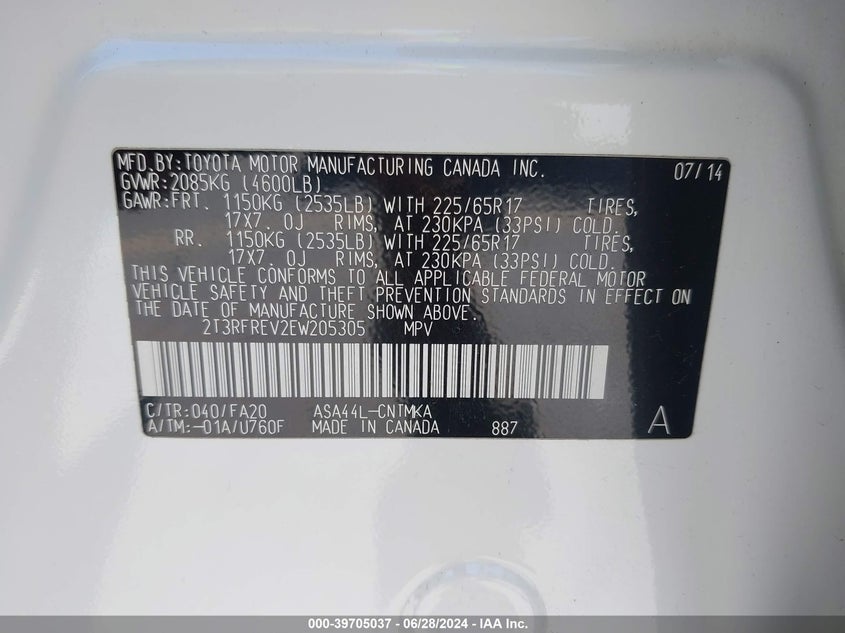 MFD.BY:TOYOTA MOTOR MANUFACTURING CANADA INC. 07/14
GVWR:2085KG (4600LB)
GAWR:FRT. 1150KG (2535LB) WITH 225/65R17 TIRES,
17X7.0J RIMS, AT 230KPA (33PSI) COLD.
RR. 1150KG (2535LB) WITH 225/65R17 TIRES,
17X7.0J RIMS, AT 230KPA (33PSI) COLD.
THIS VEHICLE CONFORMS TO ALL APPLICABLE FEDERAL MOTOR
VEHICLE SAFETY AND THEFT PREVENTION STANDARDS IN EFFECT ON
THE DATE OF MANUFACTURE SHOWN ABOVE.
2T3RFREV2EW205305 MPV
C/TR:040/FA20 ASA44L-CNTMKA
A/TM:-01A/U760F MADE IN CANADA 887 A
000-39705037 - 06/28/2024 - IAA Inc.